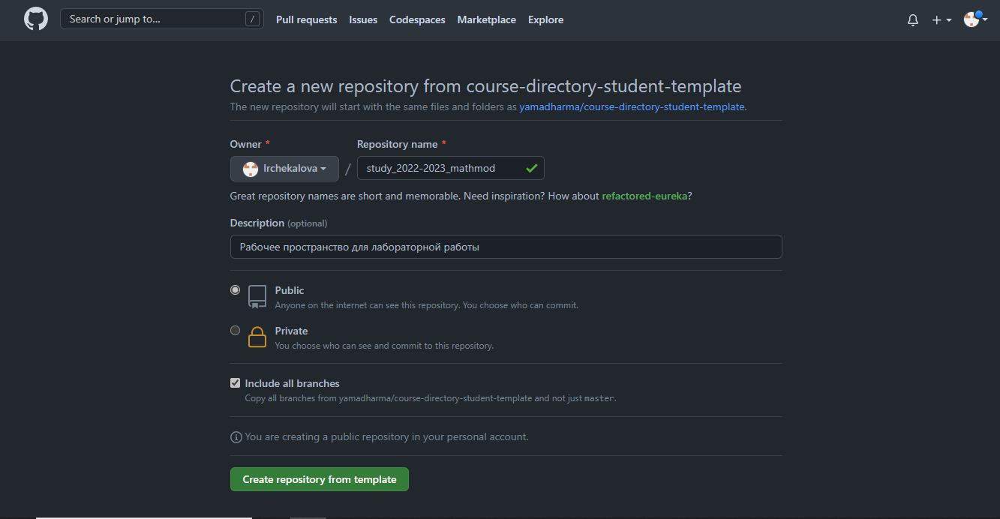 Search or jump to... / Pull requests Issues Codespaces Marketplace Explore
Create a new repository from course-directory-student-template
The new repository will start with the same files and folders as yamadharma/course-directory-student-template.
Owner * Repository name *
Irchekalova / study_2022-2023_mathmod
Great repository names are short and memorable. Need inspiration? How about refactored-eureka?
Description (optional)
Рабочее пространство для лабораторной работы
Public
Anyone on the internet can see this repository. You choose who can commit.
Private
You choose who can see and commit to this repository.
Include all branches
Copy all branches from yamadharma/course-directory-student-template and not just master.
You are creating a public repository in your personal account.
Create repository from template